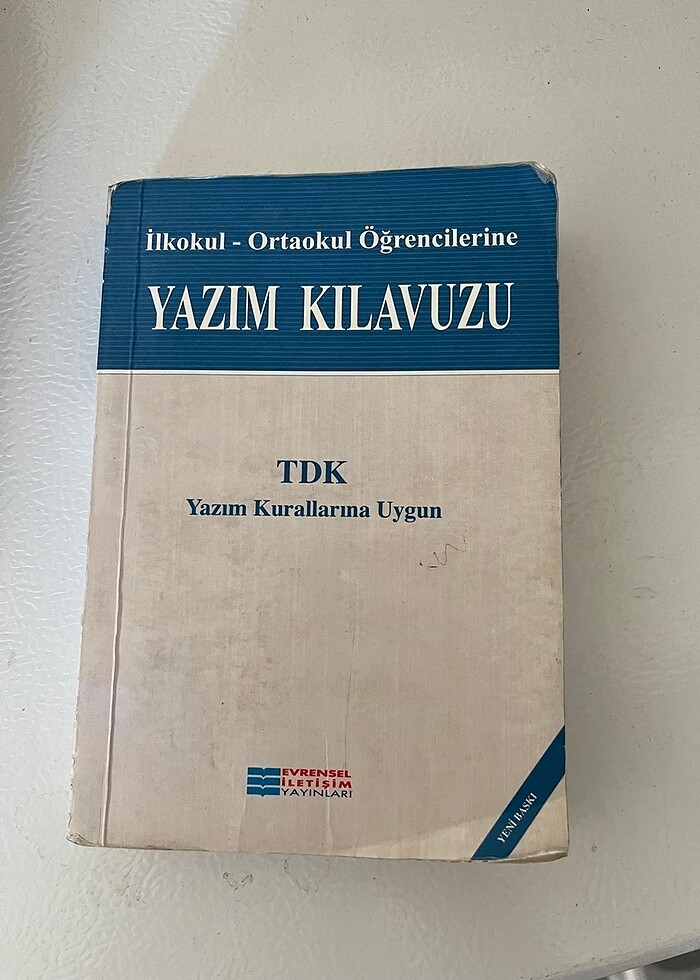 İlkokul - Ortaokul Öğrencilerine
YAZIM KILAVUZU
TDK
Yazım Kurallarına Uygun
EVRENSEL
İLETİŞİM
YAYINLARI
YENİ BASKI